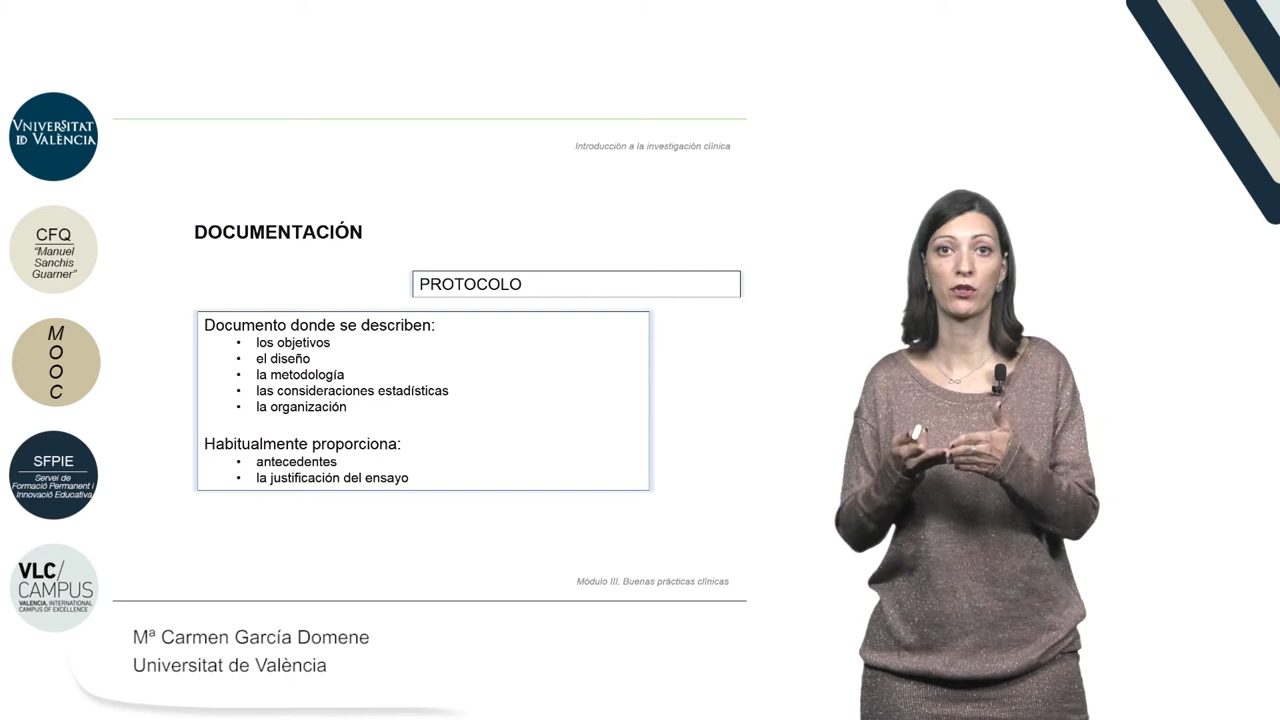 VNIVERSITAT
DE VALÈNCIA
Introducción a la investigación clínica
CFQ
"Manuel
Sanchis
Guarner"
DOCUMENTACIÓN
PROTOCOLO
Documento donde se describen:
• los objetivos
• el diseño
• la metodología
• las consideraciones estadísticas
• la organización
Habitualmente proporciona:
• antecedentes
• la justificación del ensayo
M
O
O
C
SFPIE
Servei de
Formació Permanent i
Innovació Educativa
VLC/
CAMPUS
VALENCIA, INTERNATIONAL
CAMPUS OF EXCELLENCE
Módulo III. Buenas prácticas clínicas
Mª Carmen García Domene
Universitat de València